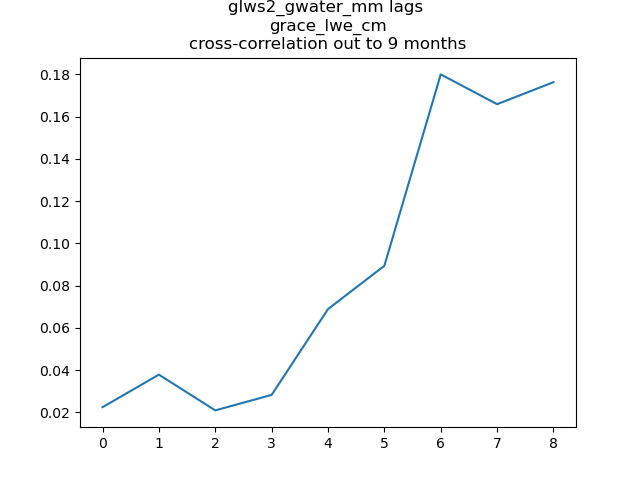 glws2_gwater_mm lags
grace_lwe_cm
cross-correlation out to 9 months
0.18
0.16
0.14
0.12
0.10
0.08
0.06
0.04
0.02
0 1 2 3 4 5 6 7 8